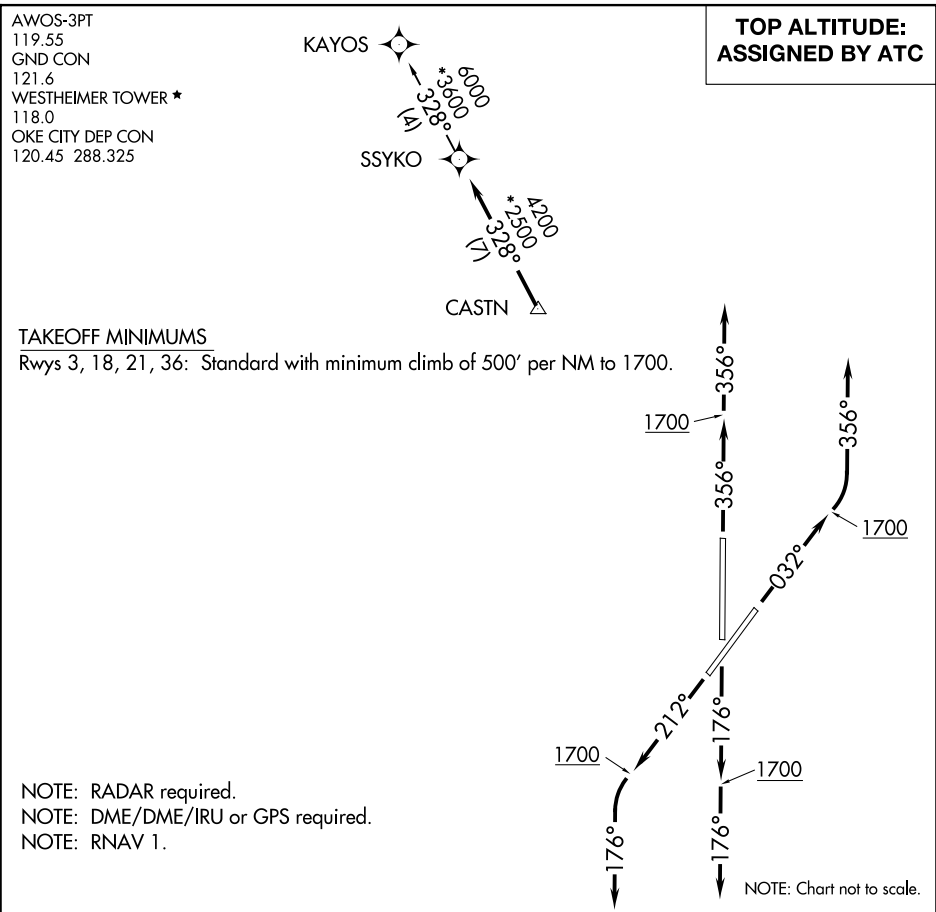 AWOS-3PT
119.55
GND CON
121.6
WESTHEIMER TOWER ★
118.0
OKE CITY DEP CON
120.45 288.325
TOP ALTITUDE:
ASSIGNED BY ATC
KAYOS
6000
*3600
328°
(4)
SSYKO
4200
*2500
328°
(7)
CASTN
TAKEOFF MINIMUMS
Rwys 3, 18, 21, 36: Standard with minimum climb of 500' per NM to 1700.
356°
1700
356°
356°
1700
032°
212°
176°
1700
1700
176°
176°
NOTE: RADAR required.
NOTE: DME/DME/IRU or GPS required.
NOTE: RNAV 1.
NOTE: Chart not to scale.